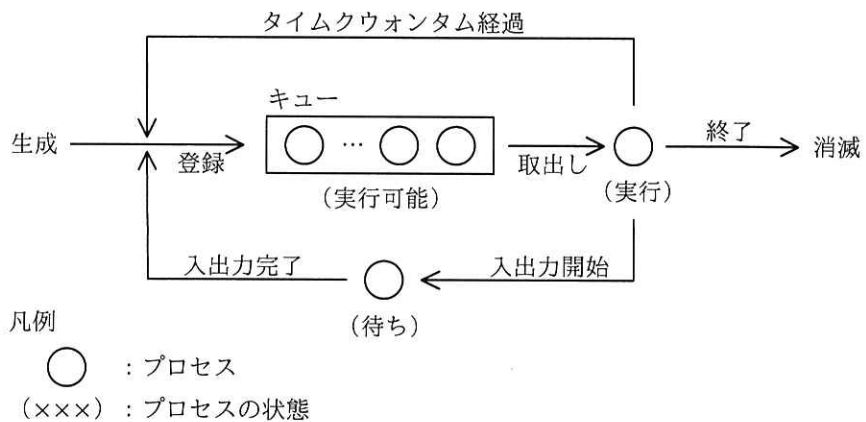 タイムクウォンタム経過
キュー
生成
登録
…
取出し
終了
消滅
(実行可能)
(実行)
入出力完了
入出力開始
(待ち)
凡例
:プロセス
(×××):プロセスの状態